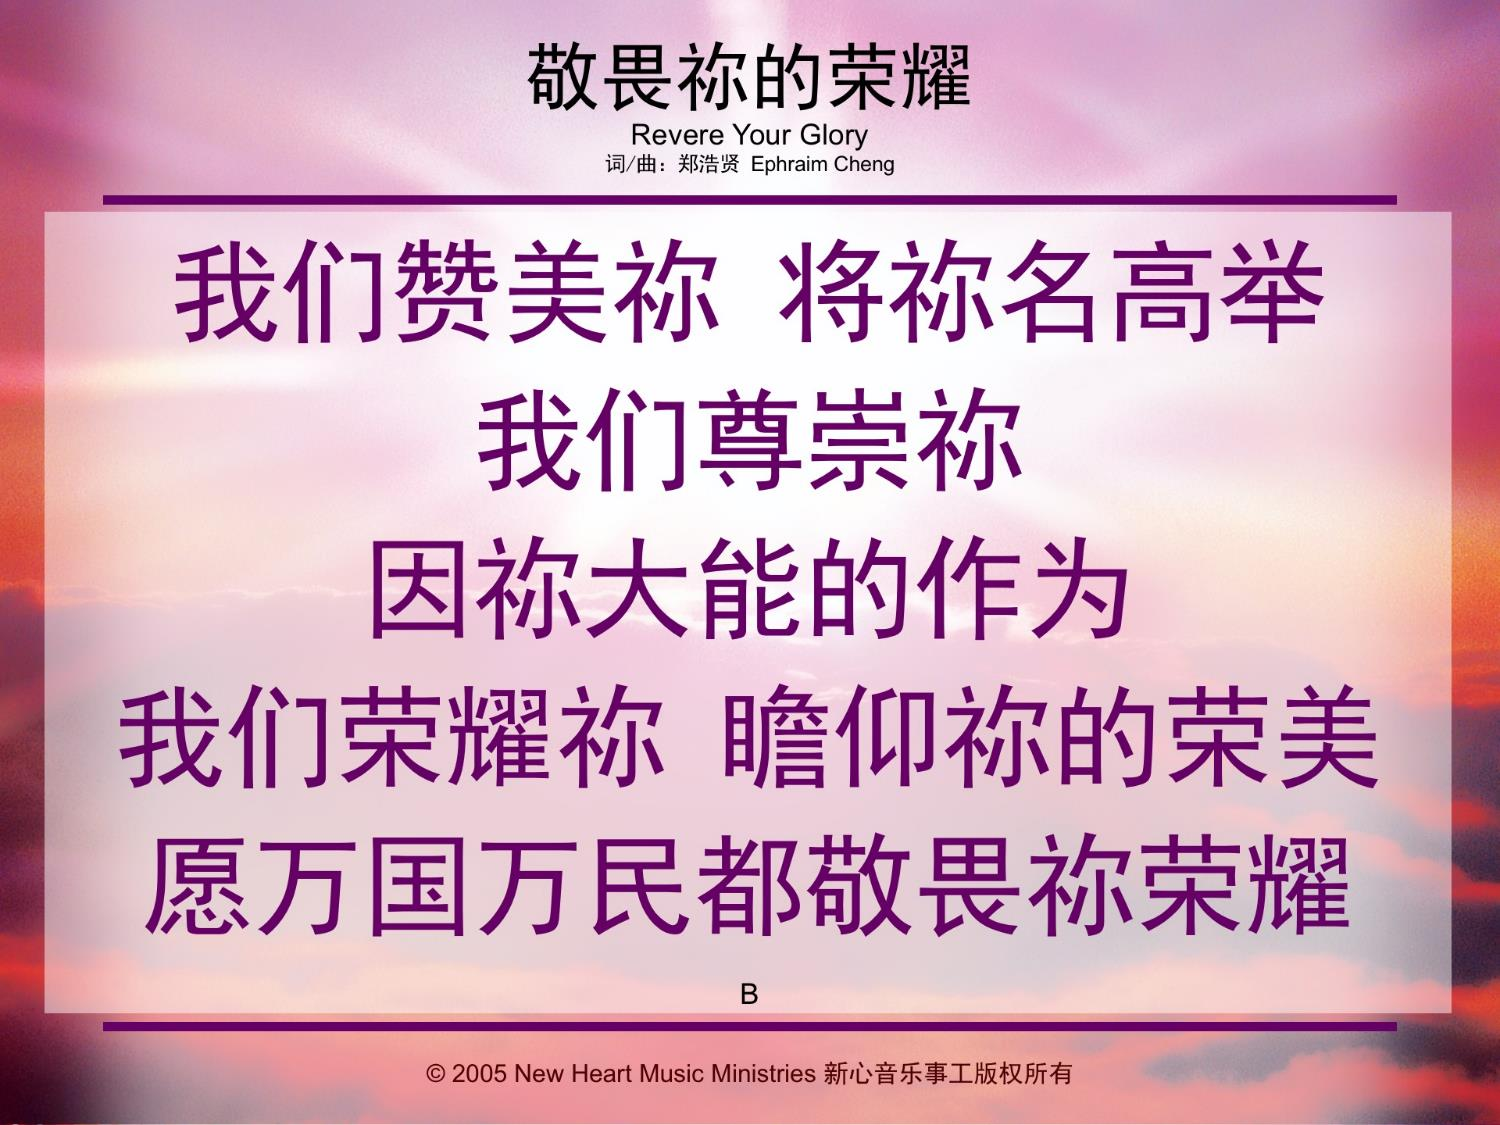 敬畏祢的荣耀
Revere Your Glory
词/曲：郑浩贤 Ephraim Cheng
我们赞美祢 将祢名高举
我们尊崇祢
因祢大能的作为
我们荣耀祢 瞻仰祢的荣美
愿万国万民都敬畏祢荣耀
B
© 2005 New Heart Music Ministries 新心音乐事工版权所有